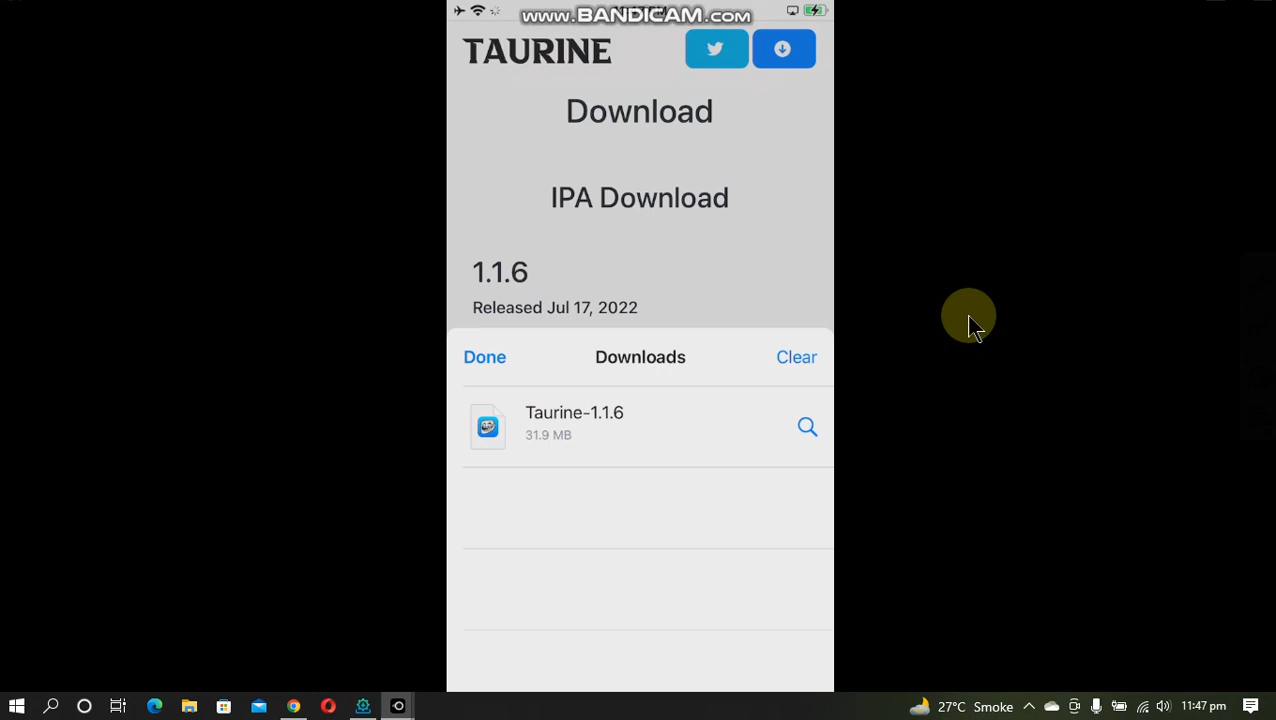 www.BANDICAM.com
TAURINE
Download
IPA Download
1.1.6
Released Jul 17, 2022
Done Downloads Clear
Taurine-1.1.6
31.9 MB
27°C Smoke 11:47 pm